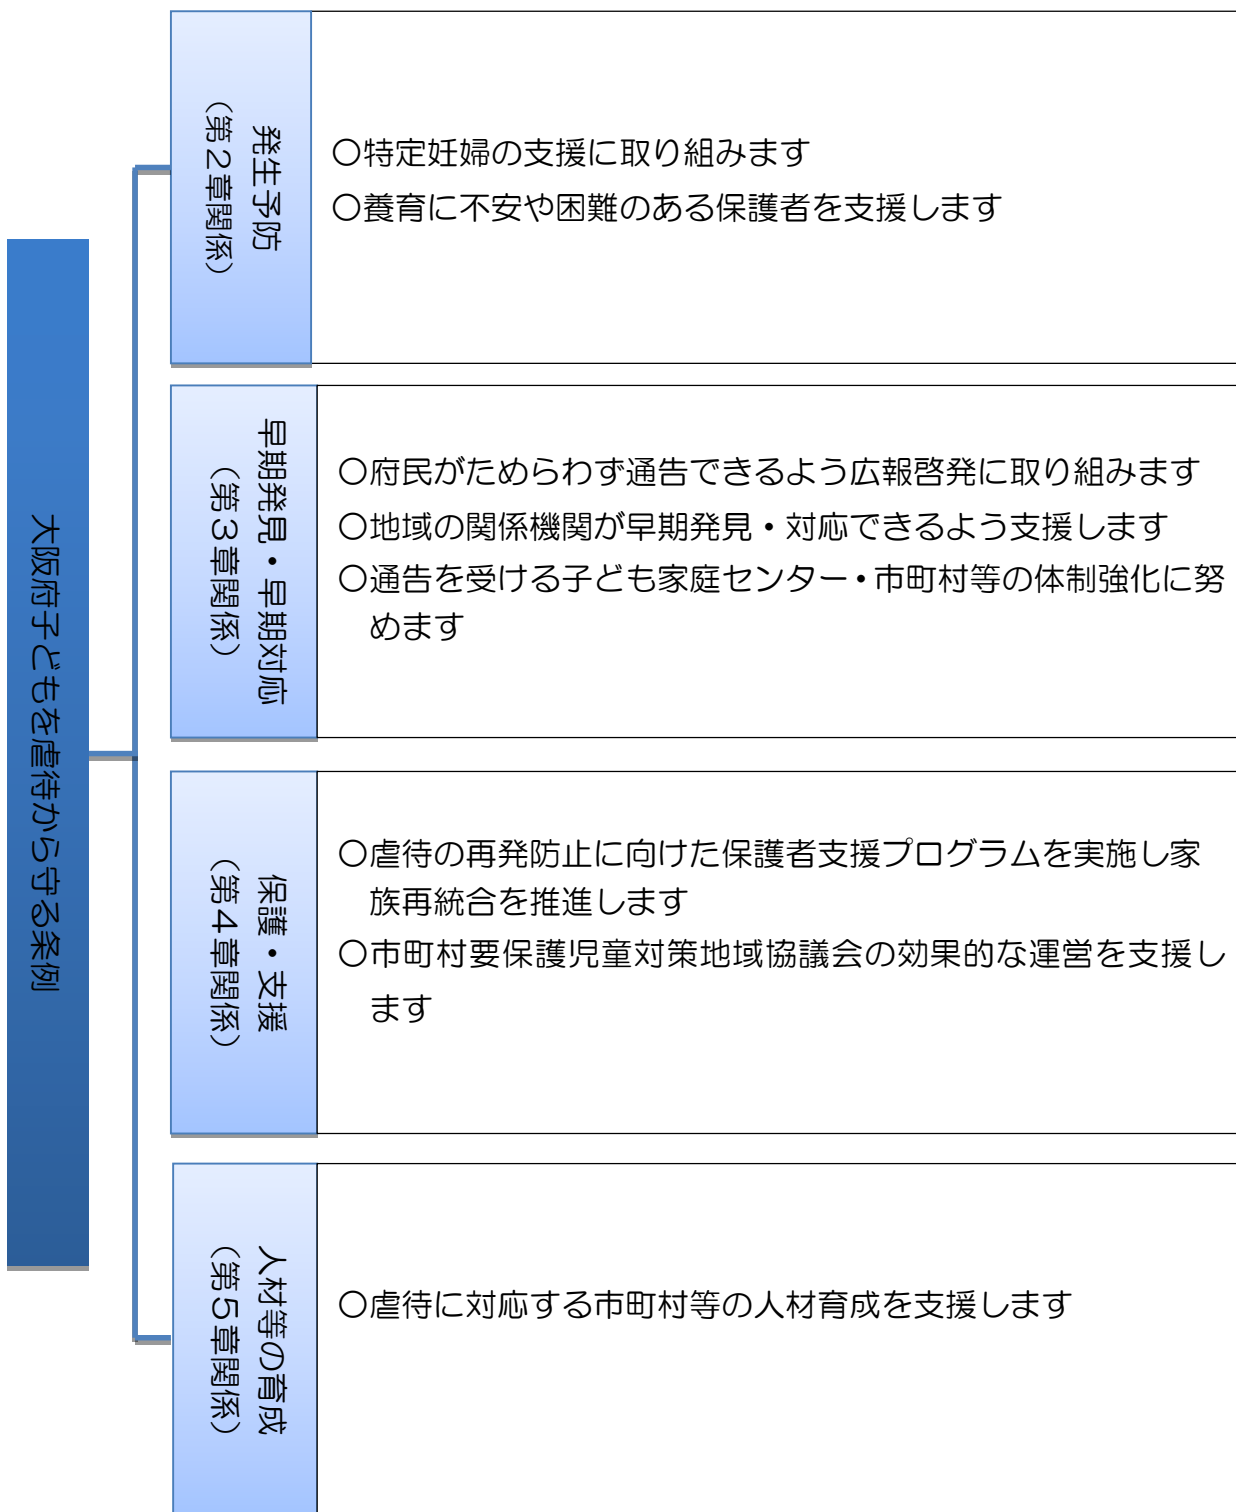 大阪府子どもを虐待から守る条例
発生予防
（第２章関係）
○特定妊婦の支援に取り組みます
○養育に不安や困難のある保護者を支援します
早期発見・早期対応
（第３章関係）
○府民がためらわず通告できるよう広報啓発に取り組みます
○地域の関係機関が早期発見・対応できるよう支援します
○通告を受ける子ども家庭センター・市町村等の体制強化に努
めます
保護・支援
（第４章関係）
○虐待の再発防止に向けた保護者支援プログラムを実施し家
族再統合を推進します
○市町村要保護児童対策地域協議会の効果的な運営を支援し
ます
人材等の育成
（第５章関係）
○虐待に対応する市町村等の人材育成を支援します